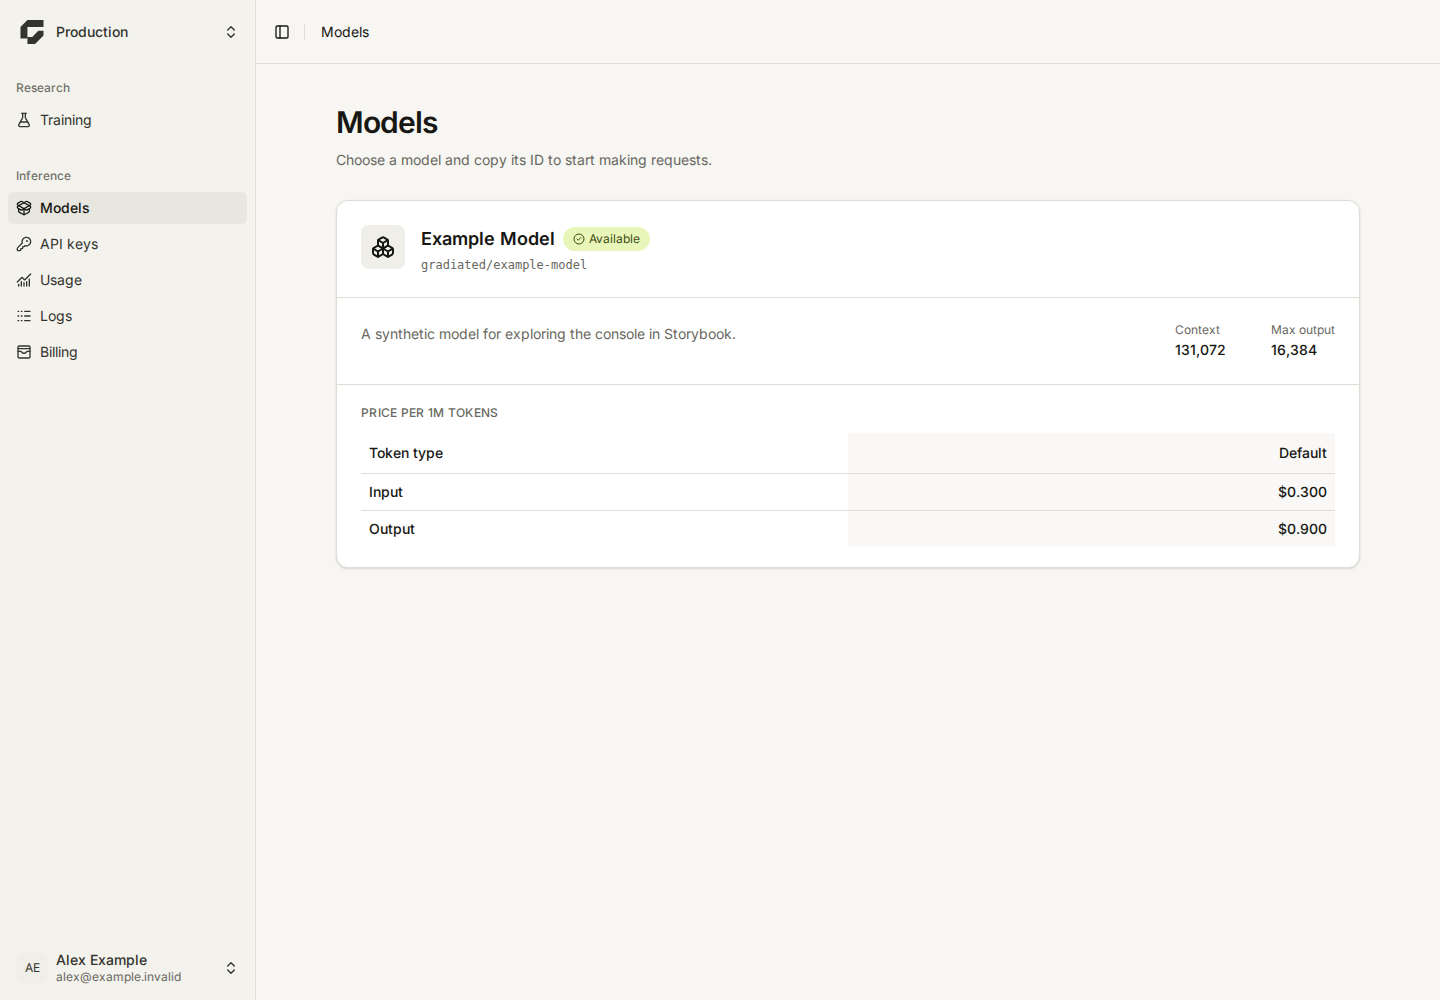 Production
Research
Training
Inference
Models
API keys
Usage
Logs
Billing
AE
Alex Example
alex@example.invalid
Models
Models
Choose a model and copy its ID to start making requests.
Example Model
Available
gradiated/example-model
A synthetic model for exploring the console in Storybook.
Context
131,072
Max output
16,384
PRICE PER 1M TOKENS
Token type Default
Input $0.300
Output $0.900